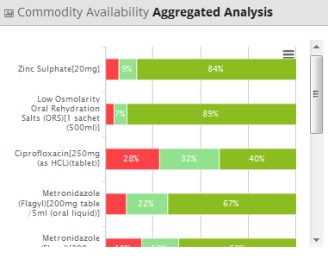 Commodity Availability Aggregated Analysis
Zinc Sulphate[20mg]
9%
84%
Low Osmolarity
Oral Rehydration
Salts (ORS)[1 sachet
(500ml)]
7%
89%
Ciprofloxacin[250mg
(as HCL)(tablet)]
28%
32%
40%
Metronidazole
(Flagyl)[200mg table
/5ml (oral liquid)]
22%
67%
Metronidazole